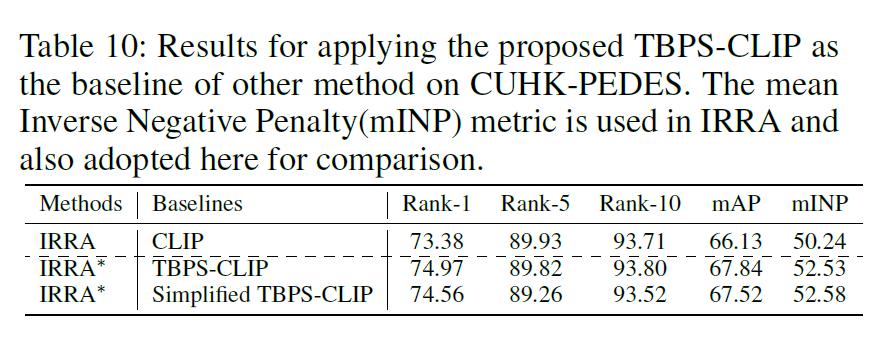 Table 10: Results for applying the proposed TBPS-CLIP as
the baseline of other method on CUHK-PEDES. The mean
Inverse Negative Penalty(mINP) metric is used in IRRA and
also adopted here for comparison.
Methods Baselines Rank-1 Rank-5 Rank-10 mAP mINP
IRRA CLIP 73.38 89.93 93.71 66.13 50.24
IRRA* TBPS-CLIP 74.97 89.82 93.80 67.84 52.53
IRRA* Simplified TBPS-CLIP 74.56 89.26 93.52 67.52 52.58